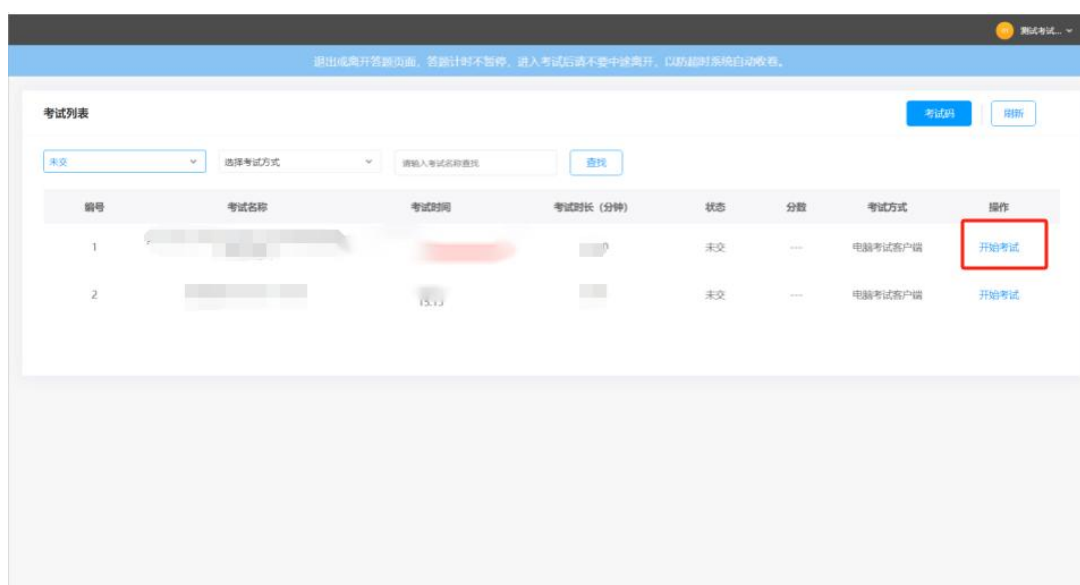 测试考试...
退出或离开答题页面，答题计时不暂停，进入考试后请不要中途离开，以防超时系统自动收卷。
考试列表
考试码 刷新
未交 选择考试方式 请输入考试名称查找 查找
编号 考试名称 考试时间 考试时长（分钟） 状态 分数 考试方式 操作
1 未交 --- 电脑考试客户端 开始考试
2 未交 --- 电脑考试客户端 开始考试